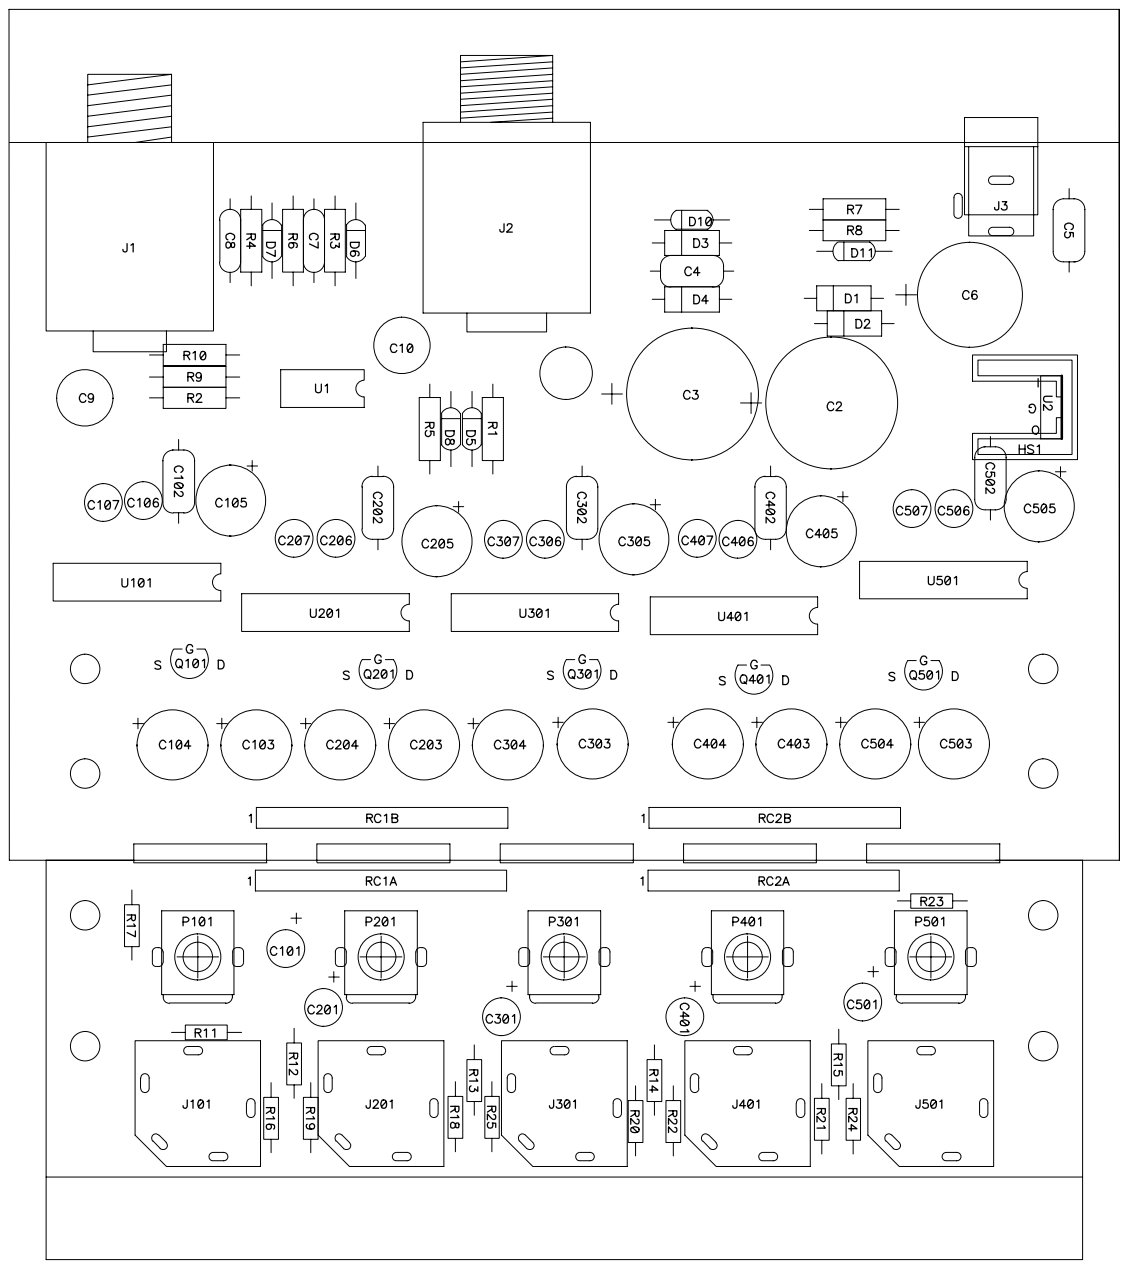 J1
J2
J3
C8
R4
D7
R6
C7
R3
D6
D10
D3
C4
D4
R7
R8
D11
C5
C6
D1
D2
R10
R9
R2
C9
U1
C10
C3
C2
R5
D8
D5
R1
I
U2
G
O
HS1
C107
C106
C102
C105
C207
C206
C202
C205
C307
C306
C302
C305
C407
C406
C402
C405
C507
C506
C502
C505
U101
U201
U301
U401
U501
S G Q101 D
S G Q201 D
S G Q301 D
S G Q401 D
S G Q501 D
C104
C103
C204
C203
C304
C303
C404
C403
C504
C503
1 RC1B
1 RC2B
1 RC1A
1 RC2A
R17
P101
C101
P201
P301
P401
R23
P501
C201
C301
C401
C501
R11
R12
R13
R14
R15
J101
R16
R19
J201
R18
R25
J301
R20
R22
J401
R21
R24
J501